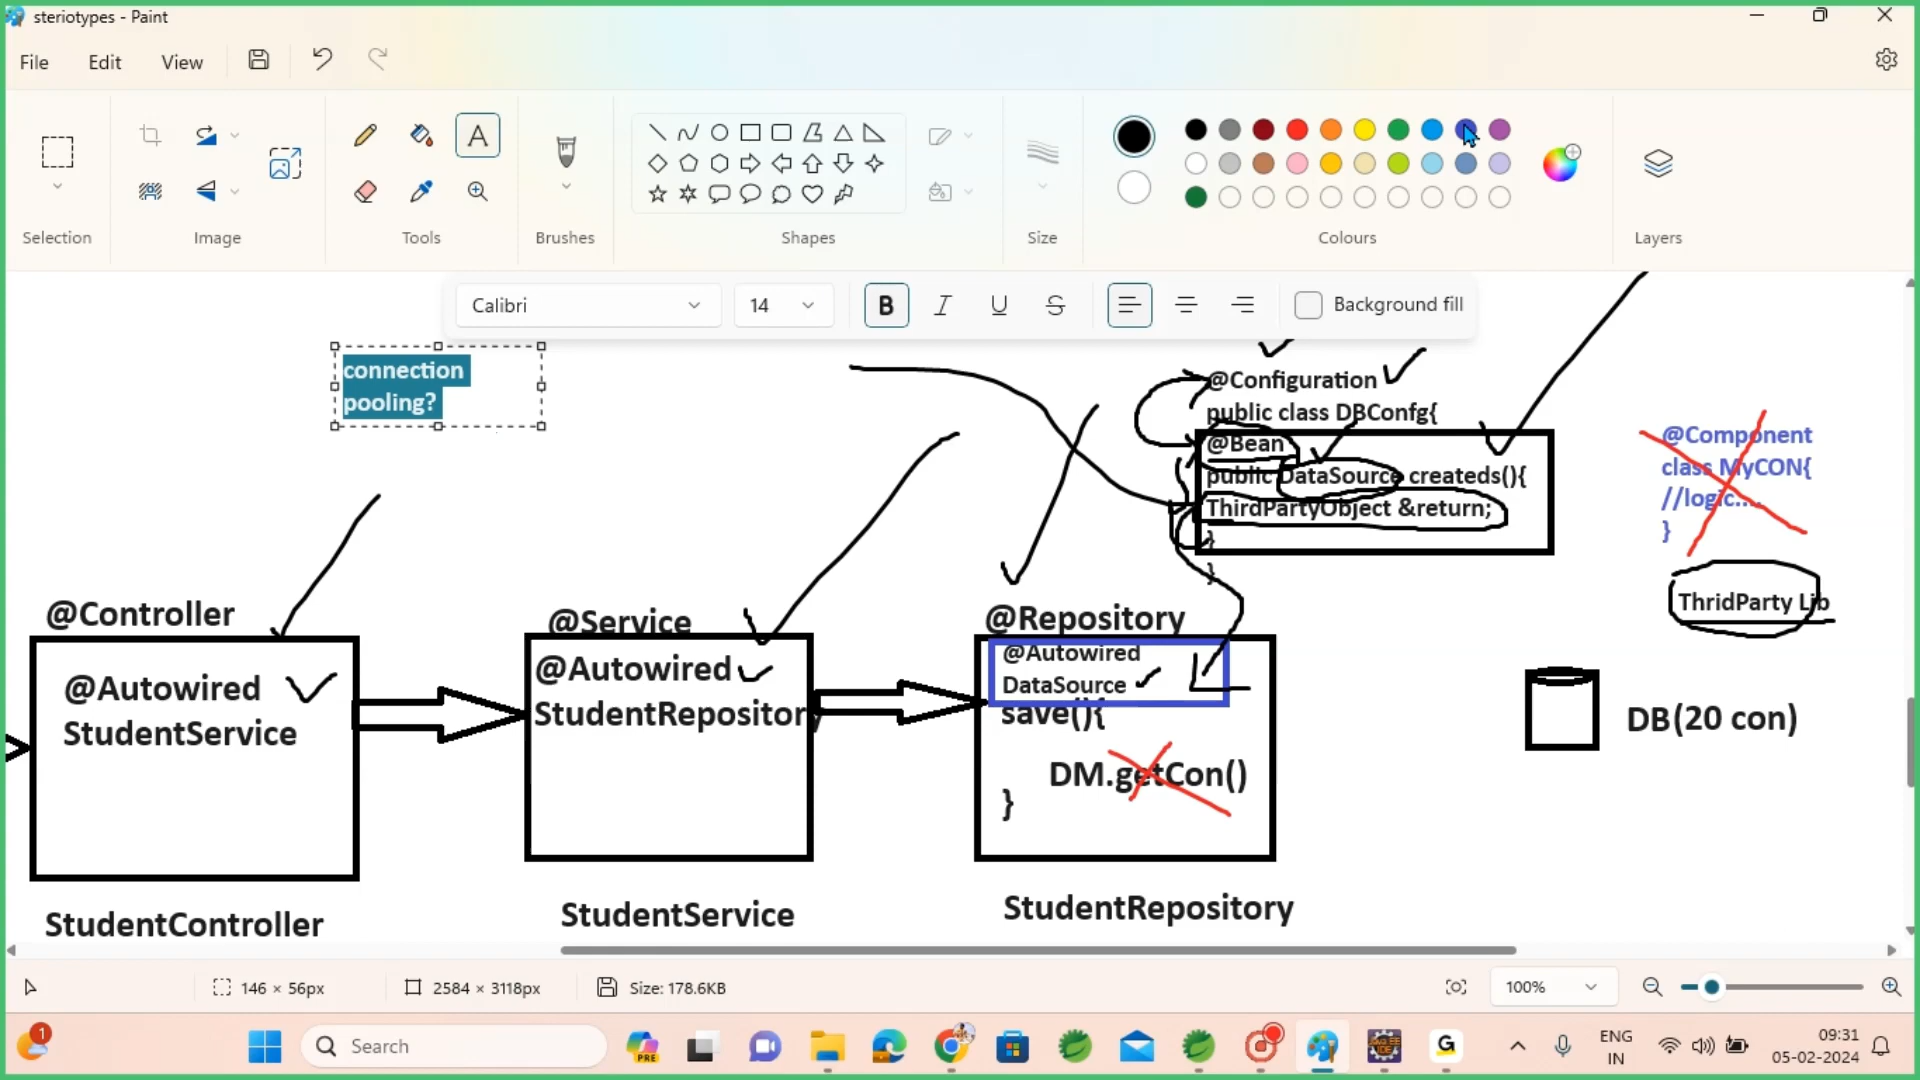 steriotypes - Paint
File
Edit
View
Selection
Image
Tools
Brushes
Shapes
Size
Colours
Layers
Calibri
14
B
I
U
S
Background fill
connection
pooling?
@Configuration
public class DBConfg{
@Bean
public DataSource createds(){
ThirdPartyObject &return;
}
}
@Component
class MyCON{
//logic...
}
ThridParty Lib
@Controller
@Autowired
StudentService
StudentController
@Service
@Autowired
StudentRepository
StudentService
@Repository
@Autowired
DataSource
save(){
DM.getCon()
}
StudentRepository
DB(20 con)
146 × 56px
2584 × 3118px
Size: 178.6KB
100%
1
Search
PRE
ENG
IN
09:31
05-02-2024